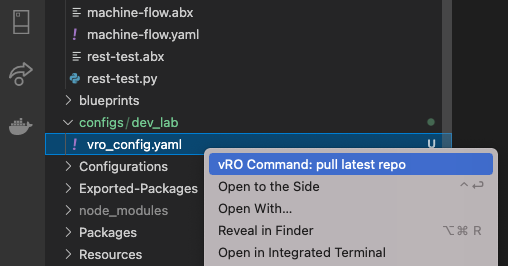 machine-flow.abx
! machine-flow.yaml
rest-test.abx
rest-test.py
blueprints
configs/dev_lab
! vro_config.yaml U
Configurations
vRO Command: pull latest repo
Exported-Packages
Open to the Side ^⏎
node_modules
Open With...
Packages
Reveal in Finder ⌥⌘ R
Resources
Open in Integrated Terminal